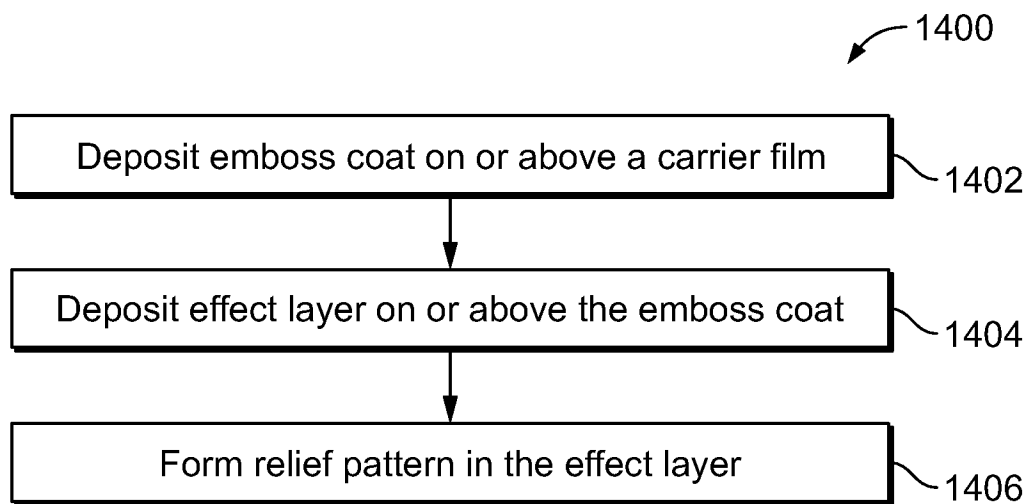 1400
Deposit emboss coat on or above a carrier film
1402
Deposit effect layer on or above the emboss coat
1404
Form relief pattern in the effect layer
1406